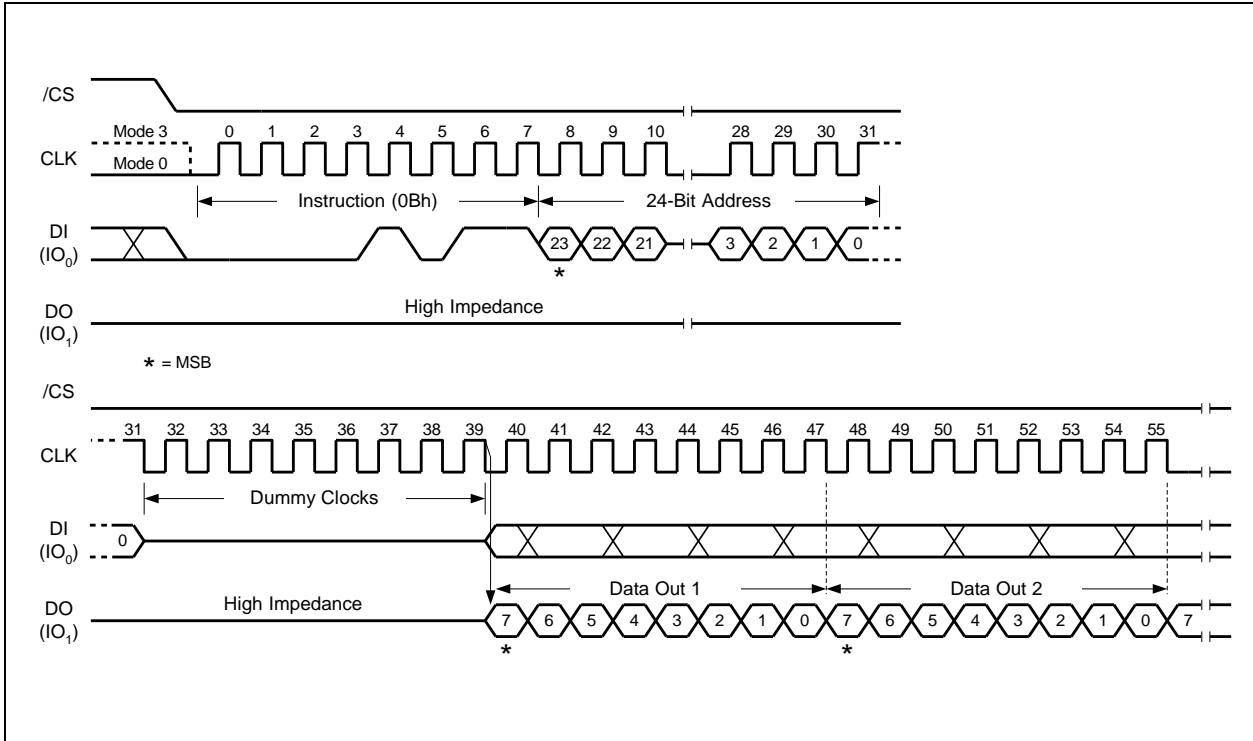 /CS
Mode 3
0 1 2 3 4 5 6 7 8 9 10 28 29 30 31
CLK
Mode 0
Instruction (0Bh) 24-Bit Address
DI
(IO0)
23 22 21 3 2 1 0
*
High Impedance
DO
(IO1)
* = MSB
/CS
31 32 33 34 35 36 37 38 39 40 41 42 43 44 45 46 47 48 49 50 51 52 53 54 55
CLK
Dummy Clocks
DI
(IO0)
0
Data Out 1 Data Out 2
High Impedance
DO
(IO1)
7 6 5 4 3 2 1 0 7 6 5 4 3 2 1 0 7
* *